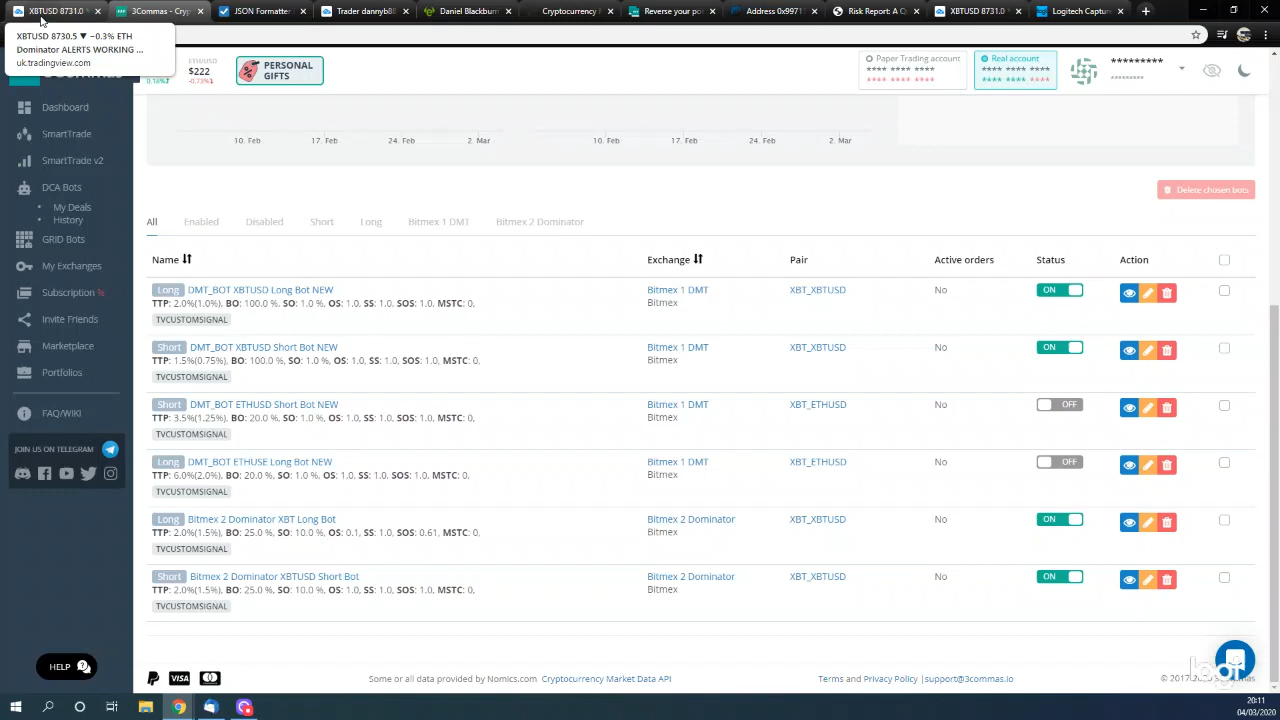 XBTUSD 8731.0
3Commas - Cryp
JSON Formatter
Trader dannyb8
Daniel Blackburn
Cryptocurrency
Reverse your po
Address 0x9971
Risk Report: A Q
XBTUSD 8731.0
Logitech Captur
XBTUSD 8730.5 ▼ −0.3% ETH
Dominator ALERTS WORKING ...
uk.tradingview.com
0.18%
ETH/USD
$222
-0.73%
PERSONAL
GIFTS
Paper Trading account
**** **** ****
**** **** ****
Real account
**** **** ****
**** **** ****
*********
*********
Dashboard
SmartTrade
SmartTrade v2
DCA Bots
My Deals
History
GRID Bots
My Exchanges
Subscription %
Invite Friends
Marketplace
Portfolios
FAQ/WIKI
JOIN US ON TELEGRAM
HELP
10. Feb 17. Feb 24. Feb 2. Mar
10. Feb 17. Feb 24. Feb 2. Mar
Delete chosen bots
All Enabled Disabled Short Long Bitmex 1 DMT Bitmex 2 Dominator
Name Exchange Pair Active orders Status Action
Long DMT_BOT XBTUSD Long Bot NEW Bitmex 1 DMT XBT_XBTUSD No ON
TTP: 2.0%(1.0%), BO: 100.0 %, SO: 1.0 %, OS: 1.0, SS: 1.0, SOS: 1.0, MSTC: 0, Bitmex
TVCUSTOMSIGNAL
Short DMT_BOT XBTUSD Short Bot NEW Bitmex 1 DMT XBT_XBTUSD No ON
TTP: 1.5%(0.75%), BO: 100.0 %, SO: 1.0 %, OS: 1.0, SS: 1.0, SOS: 1.0, MSTC: 0, Bitmex
TVCUSTOMSIGNAL
Short DMT_BOT ETHUSD Short Bot NEW Bitmex 1 DMT XBT_ETHUSD No OFF
TTP: 3.5%(1.25%), BO: 20.0 %, SO: 1.0 %, OS: 1.0, SS: 1.0, SOS: 1.0, MSTC: 0, Bitmex
TVCUSTOMSIGNAL
Long DMT_BOT ETHUSE Long Bot NEW Bitmex 1 DMT XBT_ETHUSD No OFF
TTP: 6.0%(2.0%), BO: 20.0 %, SO: 1.0 %, OS: 1.0, SS: 1.0, SOS: 1.0, MSTC: 0, Bitmex
TVCUSTOMSIGNAL
Long Bitmex 2 Dominator XBT Long Bot Bitmex 2 Dominator XBT_XBTUSD No ON
TTP: 2.0%(1.5%), BO: 25.0 %, SO: 10.0 %, OS: 0.1, SS: 1.0, SOS: 0.61, MSTC: 0, Bitmex
TVCUSTOMSIGNAL
Short Bitmex 2 Dominator XBTUSD Short Bot Bitmex 2 Dominator XBT_XBTUSD No ON
TTP: 2.0%(1.5%), BO: 25.0 %, SO: 10.0 %, OS: 1.0, SS: 1.0, SOS: 1.0, MSTC: 0, Bitmex
TVCUSTOMSIGNAL
VISA
Some or all data provided by Nomics.com Cryptocurrency Market Data API
Terms and Privacy Policy |support@3commas.io
© 2017
20:11
04/03/2020